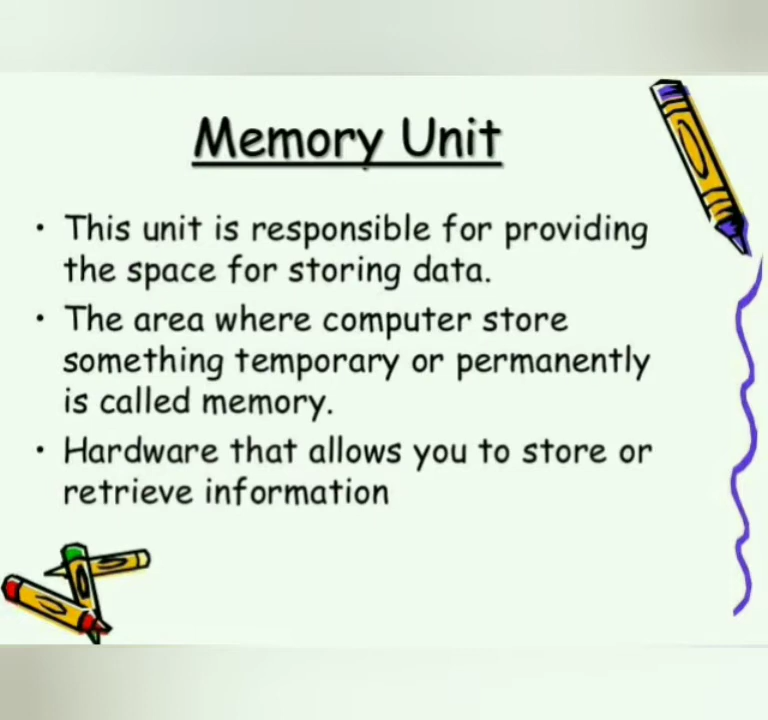 Memory Unit
• This unit is responsible for providing
the space for storing data.
• The area where computer store
something temporary or permanently
is called memory.
• Hardware that allows you to store or
retrieve information